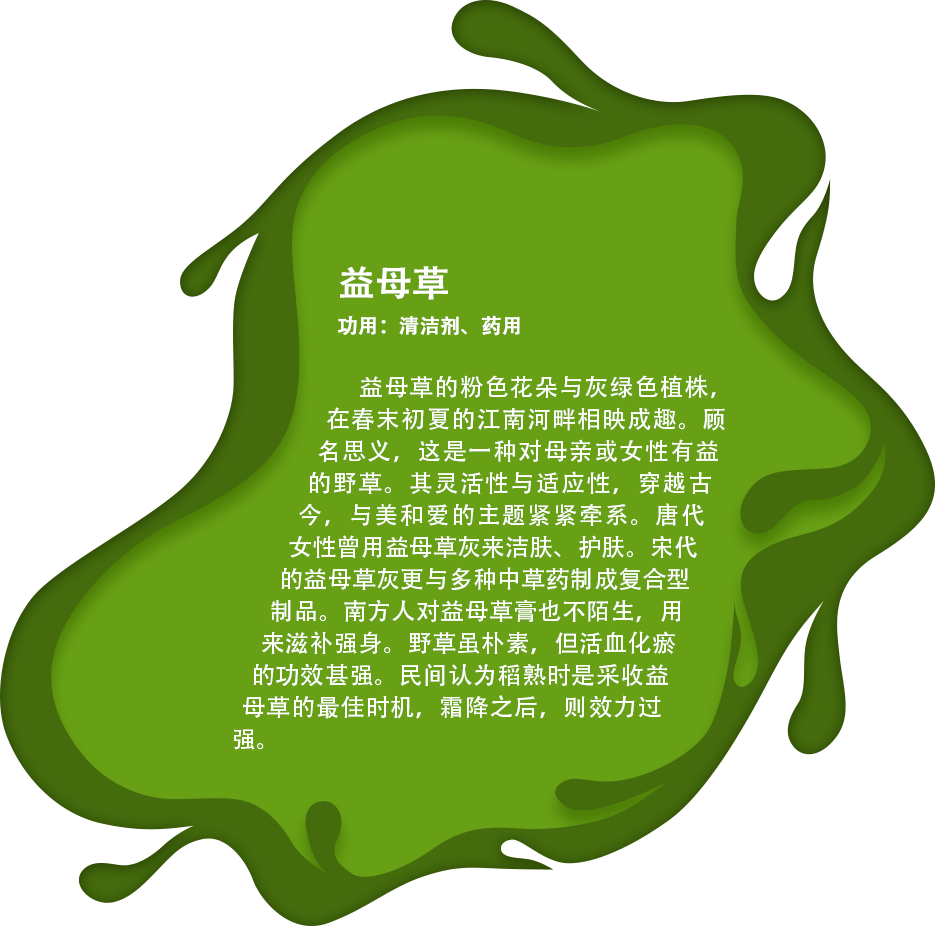 益母草
功用：清洁剂、药用
益母草的粉色花朵与灰绿色植株，
在春末初夏的江南河畔相映成趣。顾
名思义，这是一种对母亲或女性有益
的野草。其灵活性与适应性，穿越古
今，与美和爱的主题紧紧牵系。唐代
女性曾用益母草灰来洁肤、护肤。宋代
的益母草灰更与多种中草药制成复合型
制品。南方人对益母草膏也不陌生，用
来滋补强身。野草虽朴素，但活血化瘀
的功效甚强。民间认为稻熟时是采收益
母草的最佳时机，霜降之后，则效力过
强。